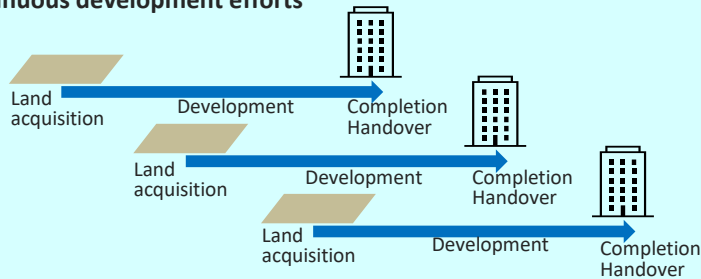 development efforts
Land
acquisition
Development
Completion
Handover
Land
acquisition
Development
Completion
Handover
Land
acquisition
Development
Completion
Handover